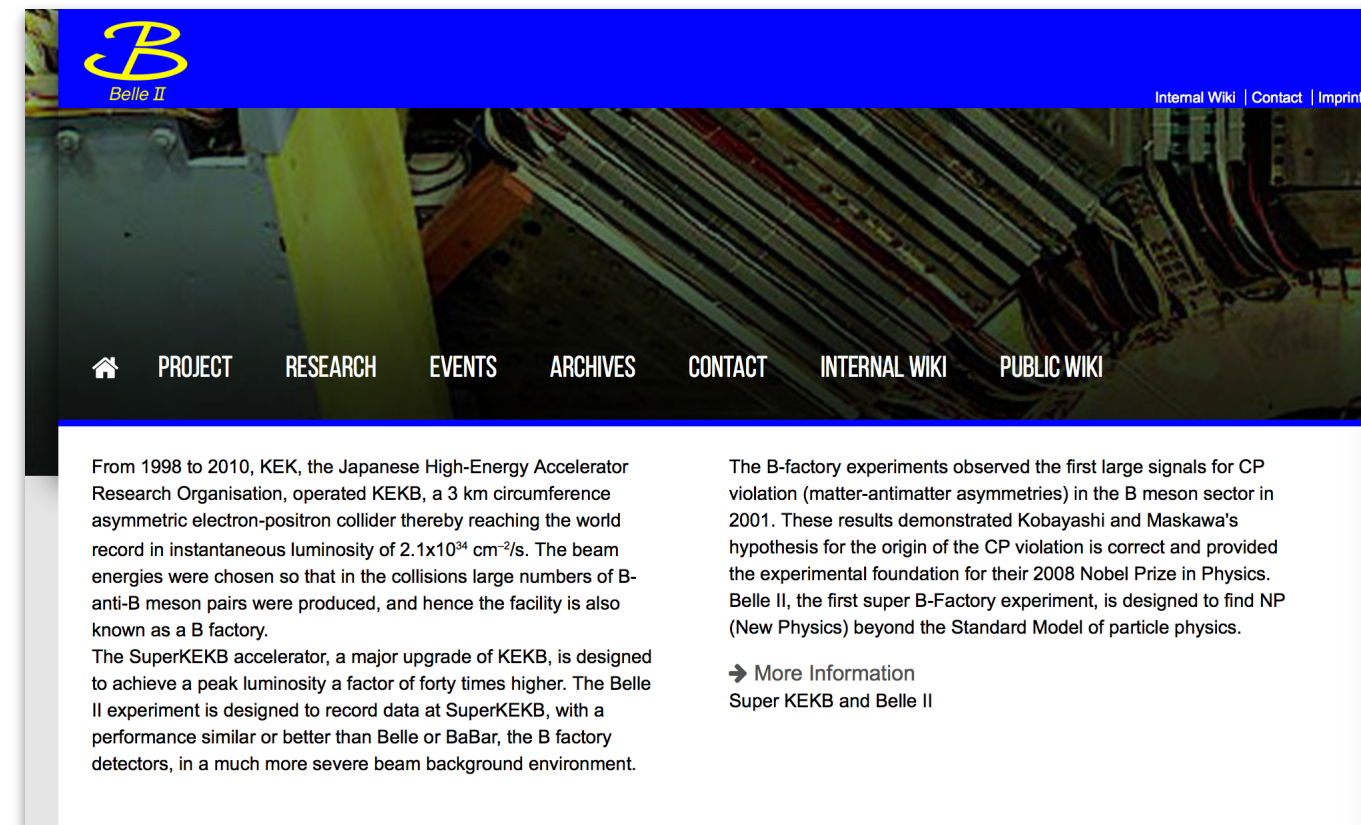 Belle II
Internal Wiki | Contact | Imprint
PROJECT RESEARCH EVENTS ARCHIVES CONTACT INTERNAL WIKI PUBLIC WIKI
From 1998 to 2010, KEK, the Japanese High-Energy Accelerator
Research Organisation, operated KEKB, a 3 km circumference
asymmetric electron-positron collider thereby reaching the world
record in instantaneous luminosity of 2.1x10³⁴ cm⁻²/s. The beam
energies were chosen so that in the collisions large numbers of B-
anti-B meson pairs were produced, and hence the facility is also
known as a B factory.
The SuperKEKB accelerator, a major upgrade of KEKB, is designed
to achieve a peak luminosity a factor of forty times higher. The Belle
II experiment is designed to record data at SuperKEKB, with a
performance similar or better than Belle or BaBar, the B factory
detectors, in a much more severe beam background environment.
The B-factory experiments observed the first large signals for CP
violation (matter-antimatter asymmetries) in the B meson sector in
2001. These results demonstrated Kobayashi and Maskawa's
hypothesis for the origin of the CP violation is correct and provided
the experimental foundation for their 2008 Nobel Prize in Physics.
Belle II, the first super B-Factory experiment, is designed to find NP
(New Physics) beyond the Standard Model of particle physics.
More Information
Super KEKB and Belle II